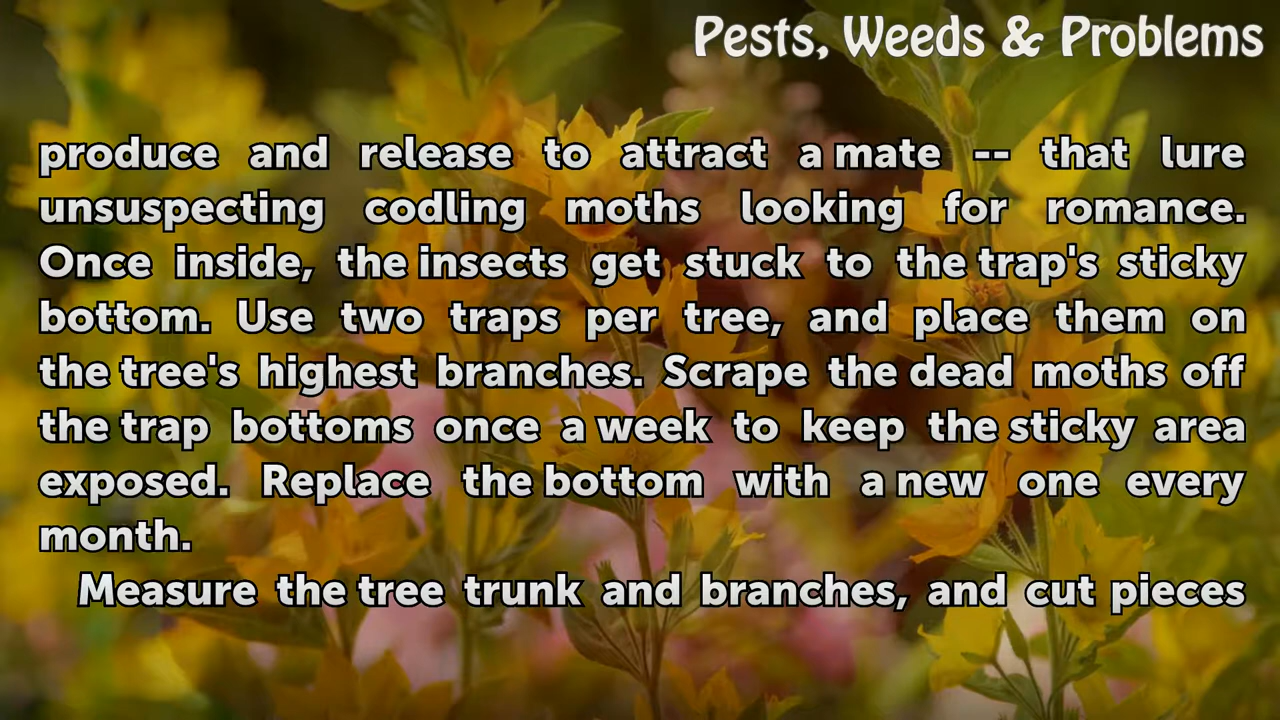 Pests, Weeds & Problems
produce and release to attract a mate -- that lure
unsuspecting codling moths looking for romance.
Once inside, the insects get stuck to the trap's sticky
bottom. Use two traps per tree, and place them on
the tree's highest branches. Scrape the dead moths off
the trap bottoms once a week to keep the sticky area
exposed. Replace the bottom with a new one every
month.
Measure the tree trunk and branches, and cut pieces